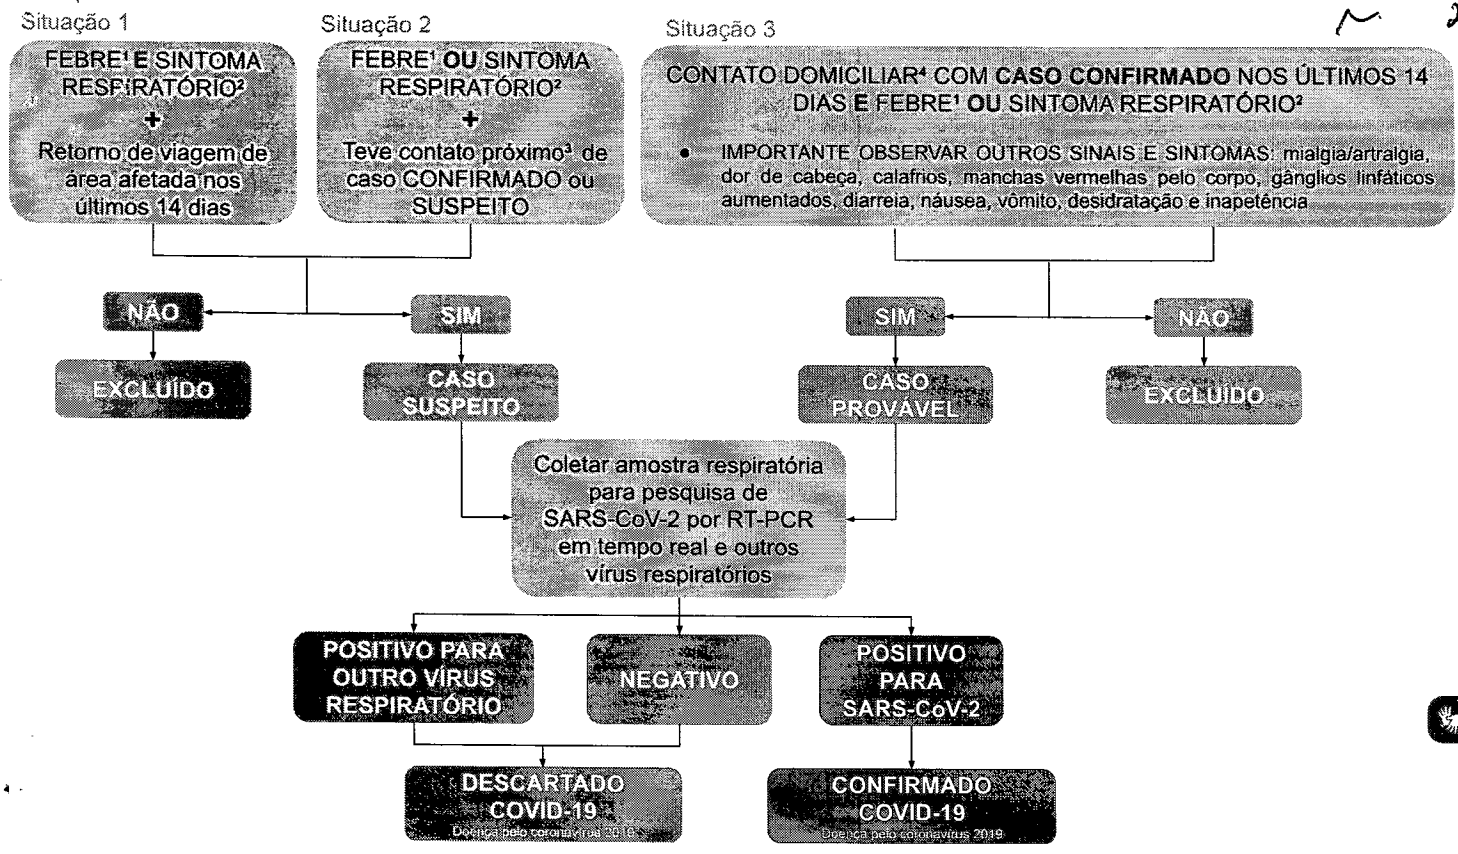 Situação 1
FEBRE¹ E SINTOMA
RESPIRATÓRIO²
+
Retorno de viagem de
área afetada nos
últimos 14 dias
Situação 2
FEBRE¹ OU SINTOMA
RESPIRATÓRIO²
+
Teve contato próximo³ de
caso CONFIRMADO ou
SUSPEITO
Situação 3
CONTATO DOMICILIAR⁴ COM CASO CONFIRMADO NOS ÚLTIMOS 14
DIAS E FEBRE¹ OU SINTOMA RESPIRATÓRIO²
• IMPORTANTE OBSERVAR OUTROS SINAIS E SINTOMAS: mialgia/artralgia,
dor de cabeça, calafrios, manchas vermelhas pelo corpo, gânglios linfáticos
aumentados, diarreia, náusea, vômito, desidratação e inapetência
NÃO
SIM
SIM
NÃO
EXCLUÍDO
CASO
SUSPEITO
CASO
PROVÁVEL
EXCLUÍDO
Coletar amostra respiratória
para pesquisa de
SARS-CoV-2 por RT-PCR
em tempo real e outros
vírus respiratórios
POSITIVO PARA
OUTRO VÍRUS
RESPIRATÓRIO
NEGATIVO
POSITIVO
PARA
SARS-CoV-2
DESCARTADO
COVID-19
Doença pelo coronavírus 2019
CONFIRMADO
COVID-19
Doença pelo coronavírus 2019